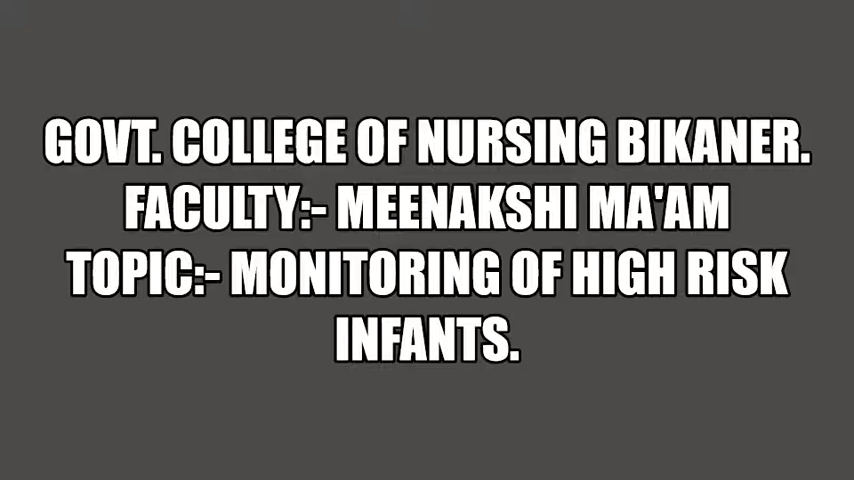 GOVT. COLLEGE OF NURSING BIKANER.
FACULTY:- MEENAKSHI MA'AM
TOPIC:- MONITORING OF HIGH RISK
INFANTS.